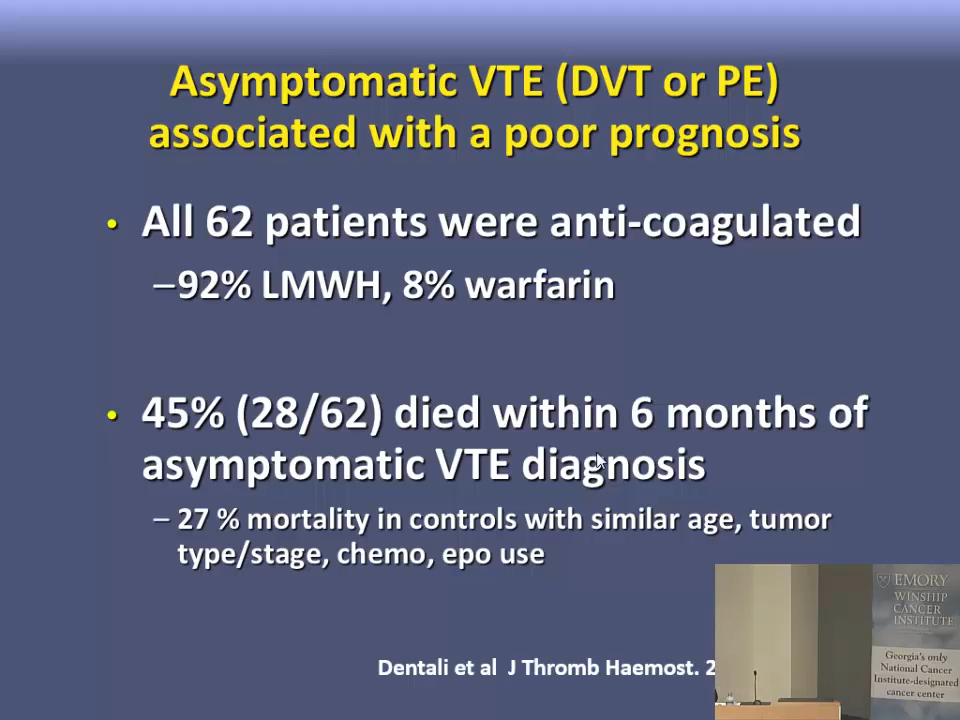 Asymptomatic VTE (DVT or PE)
associated with a poor prognosis
• All 62 patients were anti-coagulated
–92% LMWH, 8% warfarin
• 45% (28/62) died within 6 months of
asymptomatic VTE diagnosis
– 27 % mortality in controls with similar age, tumor
type/stage, chemo, epo use
Dentali et al J Thromb Haemost. 2
EMORY
WINSHIP
CANCER
INSTITUTE
Georgia's only
National Cancer
Institute-designated
cancer center